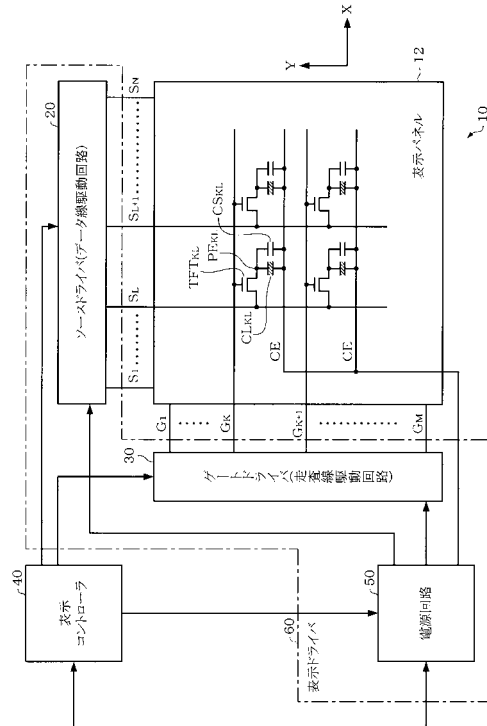 40
表示
コントローラ
20
ソースドライバ(データ線駆動回路)
S1
SL
SL+1
SN
60
表示ドライバ
30
ゲートドライバ(走査線駆動回路)
G1
GK
GK+1
GM
TFTKL
PEKL
CSKL
CLKL
CE
CE
50
電源回路
表示パネル
12
10
Y
X